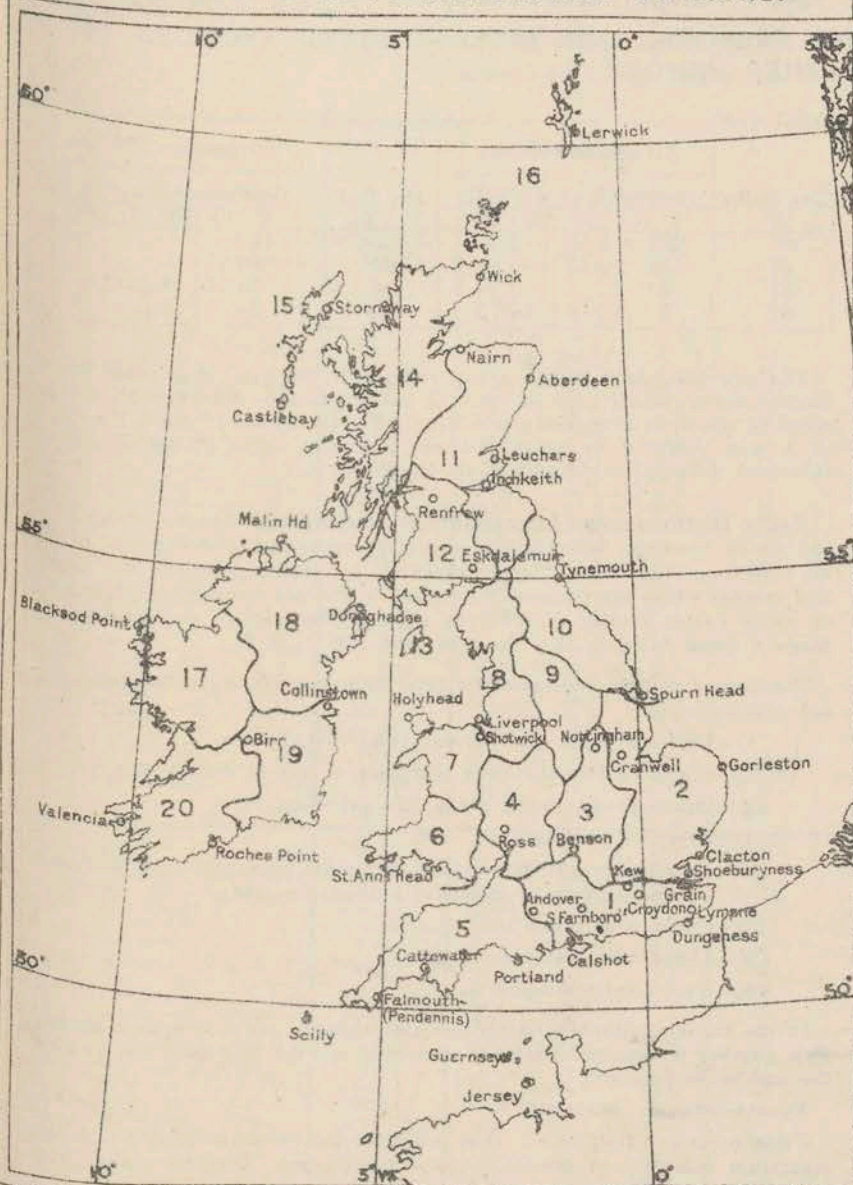 10°
5°
0°
5°
60°
Lerwick
16
Wick
15
Stornoway
Nairn
14
Aberdeen
Castlebay
11
Leuchars
Inchkeith
Renfrew
Malin Hd
55°
12
Eskdalemuir
55°
Tynemouth
Blacksod Point
18
Donaghadee
13
10
17
8
9
Collinstown
Holyhead
Spurn Head
Liverpool
Shotwick
Nottingham
Birr
19
7
Cranwell
Gorleston
2
4
3
Valencia
20
6
Ross
Benson
Roches Point
St. Anns Head
Clacton
Kew
Shoeburyness
Grain
Andover
1
Croydon
Lympne
S. Farnboro'
5
Dungeness
Cattewater
Calshot
50°
Portland
50°
Falmouth
(Pendennis)
Scilly
Guernsey
Jersey
10°
5°
0°